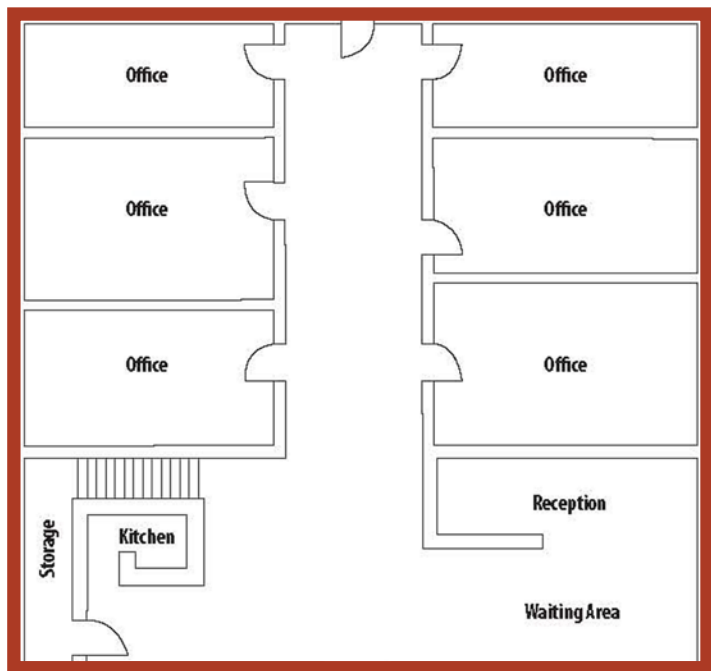 Office
Office
Office
Office
Office
Office
Reception
Kitchen
Storage
Waiting Area